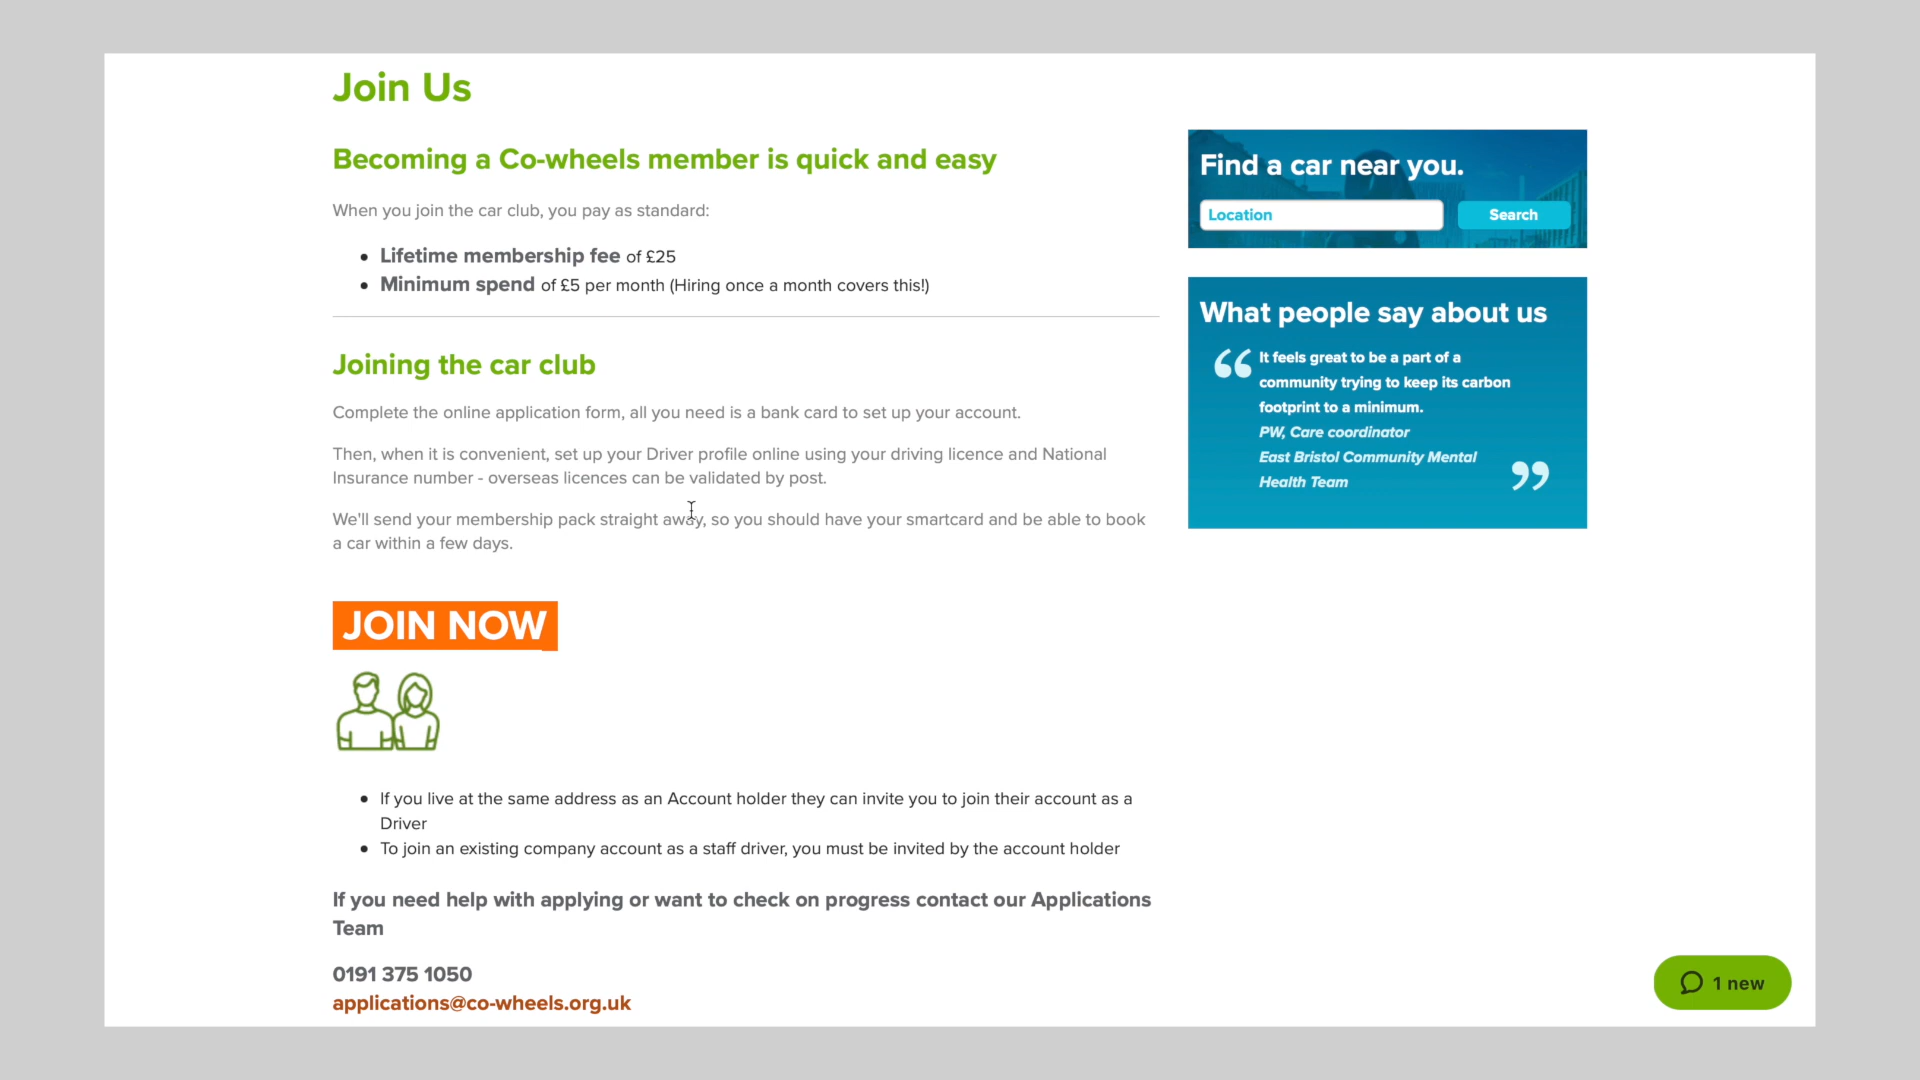 Join Us
Becoming a Co-wheels member is quick and easy
When you join the car club, you pay as standard:
• Lifetime membership fee of £25
• Minimum spend of £5 per month (Hiring once a month covers this!)
Joining the car club
Complete the online application form, all you need is a bank card to set up your account.
Then, when it is convenient, set up your Driver profile online using your driving licence and National
Insurance number - overseas licences can be validated by post.
We'll send your membership pack straight away, so you should have your smartcard and be able to book
a car within a few days.
JOIN NOW
• If you live at the same address as an Account holder they can invite you to join their account as a
Driver
• To join an existing company account as a staff driver, you must be invited by the account holder
If you need help with applying or want to check on progress contact our Applications
Team
0191 375 1050
applications@co-wheels.org.uk
Find a car near you.
Location
Search
What people say about us
“ It feels great to be a part of a
community trying to keep its carbon
footprint to a minimum.
PW, Care coordinator
East Bristol Community Mental
Health Team ”
1 new